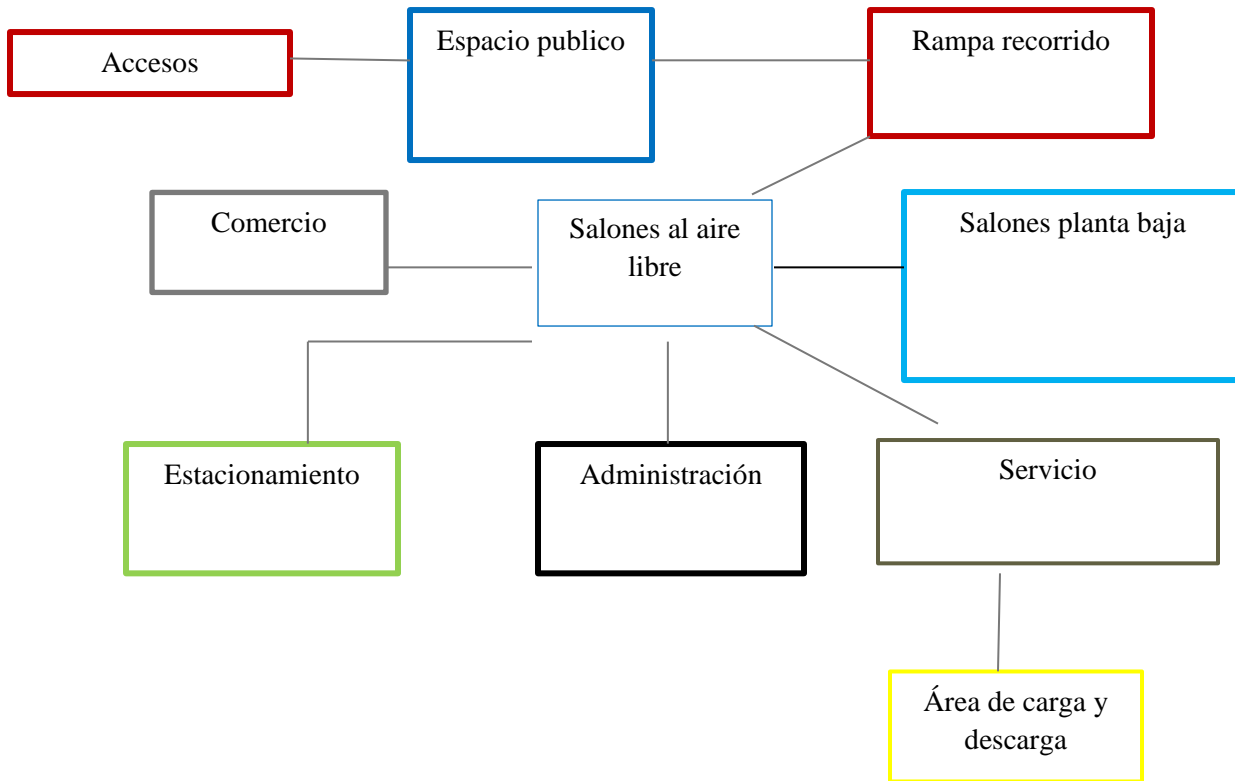 Accesos
Espacio publico
Rampa recorrido
Comercio
Salones al aire
libre
Salones planta baja
Estacionamiento
Administración
Servicio
Área de carga y
descarga